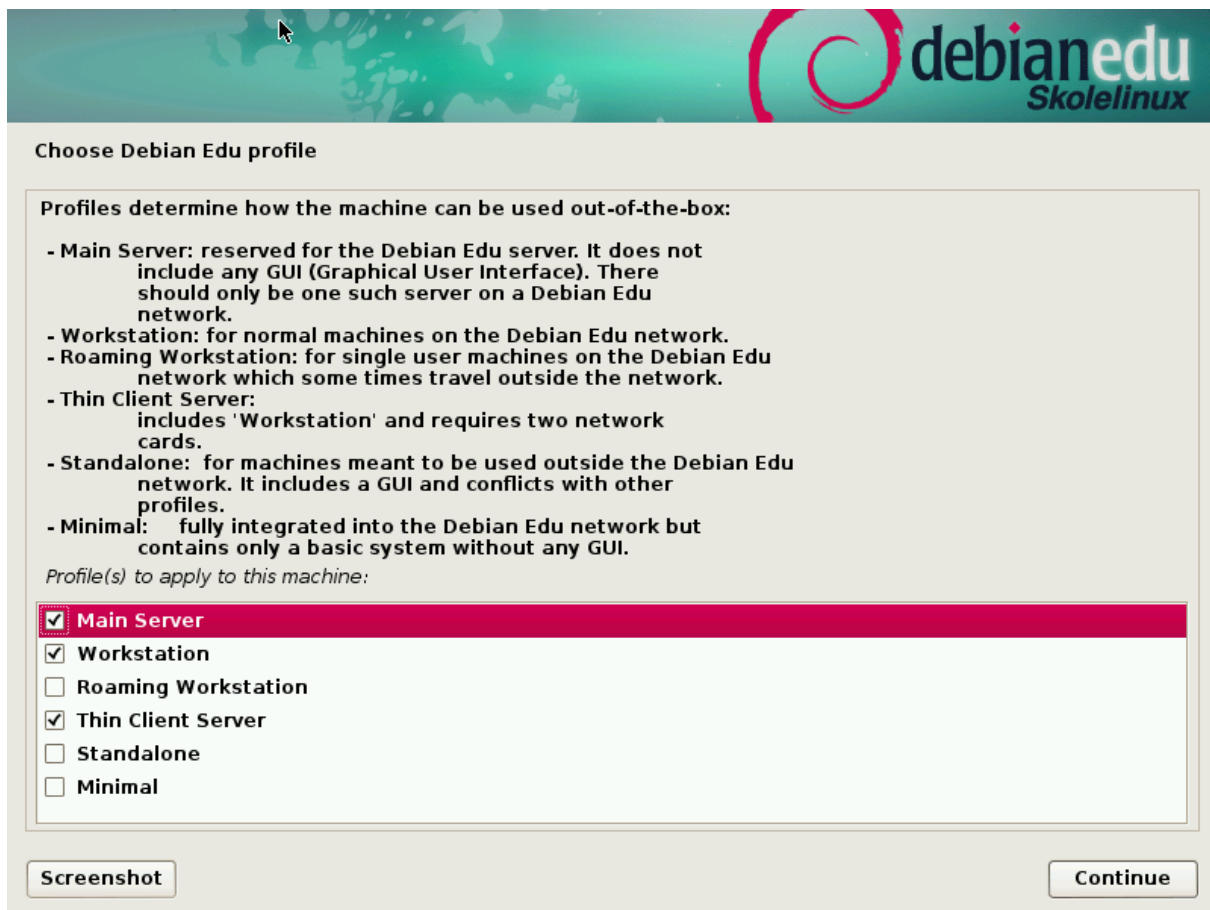 debianedu
Skolelinux
Choose Debian Edu profile
Profiles determine how the machine can be used out-of-the-box:
- Main Server: reserved for the Debian Edu server. It does not
include any GUI (Graphical User Interface). There
should only be one such server on a Debian Edu
network.
- Workstation: for normal machines on the Debian Edu network.
- Roaming Workstation: for single user machines on the Debian Edu
network which some times travel outside the network.
- Thin Client Server:
includes 'Workstation' and requires two network
cards.
- Standalone: for machines meant to be used outside the Debian Edu
network. It includes a GUI and conflicts with other
profiles.
- Minimal: fully integrated into the Debian Edu network but
contains only a basic system without any GUI.
Profile(s) to apply to this machine:
Main Server
Workstation
Roaming Workstation
Thin Client Server
Standalone
Minimal
Screenshot
Continue